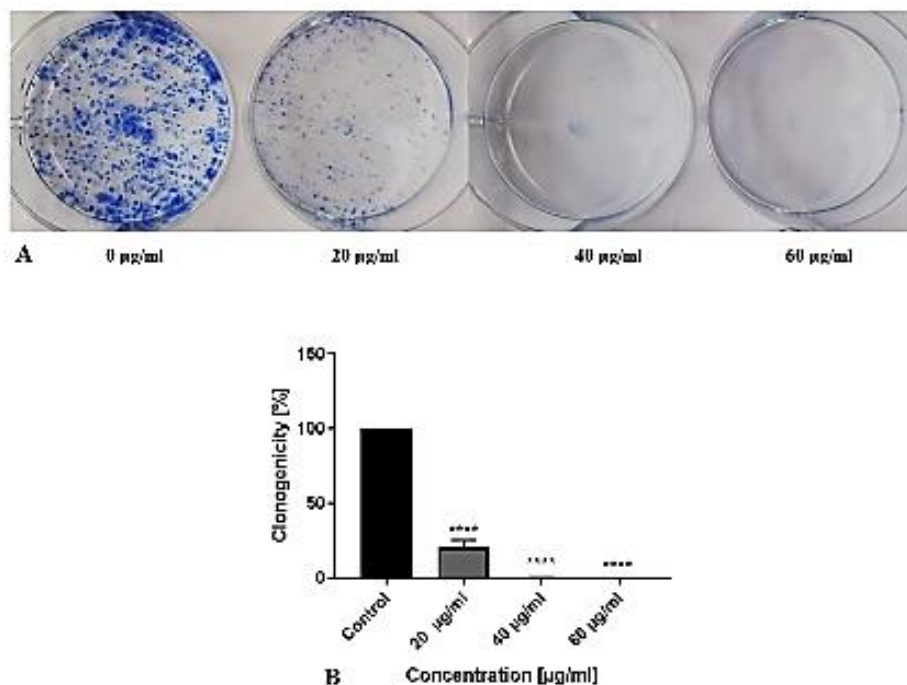 A 0 µg/ml 20 µg/ml 40 µg/ml 60 µg/ml
150
100
50
0
Clonogenicity [%]
****
****
****
Control
20 µg/ml
40 µg/ml
60 µg/ml
B Concentration [µg/ml]